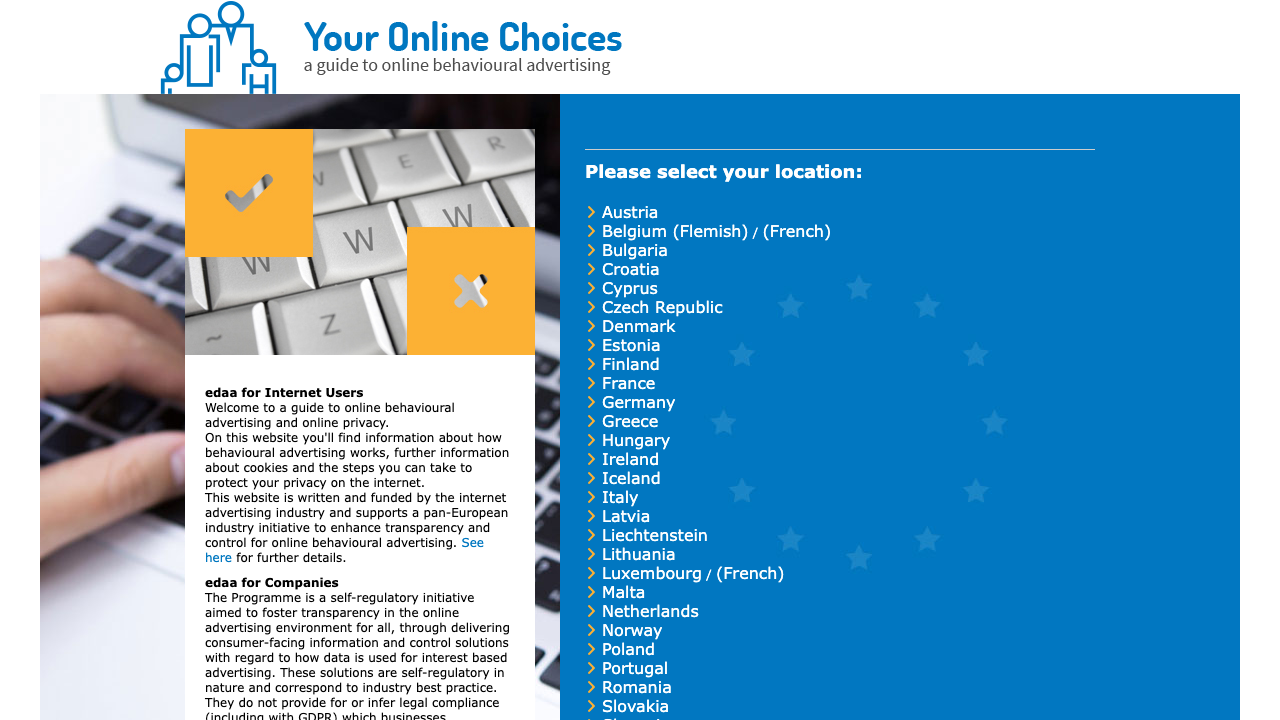 Your Online Choices
a guide to online behavioural advertising
W
E
R
W
W
W
Z
~
edaa for Internet Users
Welcome to a guide to online behavioural
advertising and online privacy.
On this website you'll find information about how
behavioural advertising works, further information
about cookies and the steps you can take to
protect your privacy on the internet.
This website is written and funded by the internet
advertising industry and supports a pan-European
industry initiative to enhance transparency and
control for online behavioural advertising. See
here for further details.
edaa for Companies
The Programme is a self-regulatory initiative
aimed to foster transparency in the online
advertising environment for all, through delivering
consumer-facing information and control solutions
with regard to how data is used for interest based
advertising. These solutions are self-regulatory in
nature and correspond to industry best practice.
They do not provide for or infer legal compliance
(including with GDPR) which businesses
Please select your location:
Austria
Belgium (Flemish) / (French)
Bulgaria
Croatia
Cyprus
Czech Republic
Denmark
Estonia
Finland
France
Germany
Greece
Hungary
Ireland
Iceland
Italy
Latvia
Liechtenstein
Lithuania
Luxembourg / (French)
Malta
Netherlands
Norway
Poland
Portugal
Romania
Slovakia